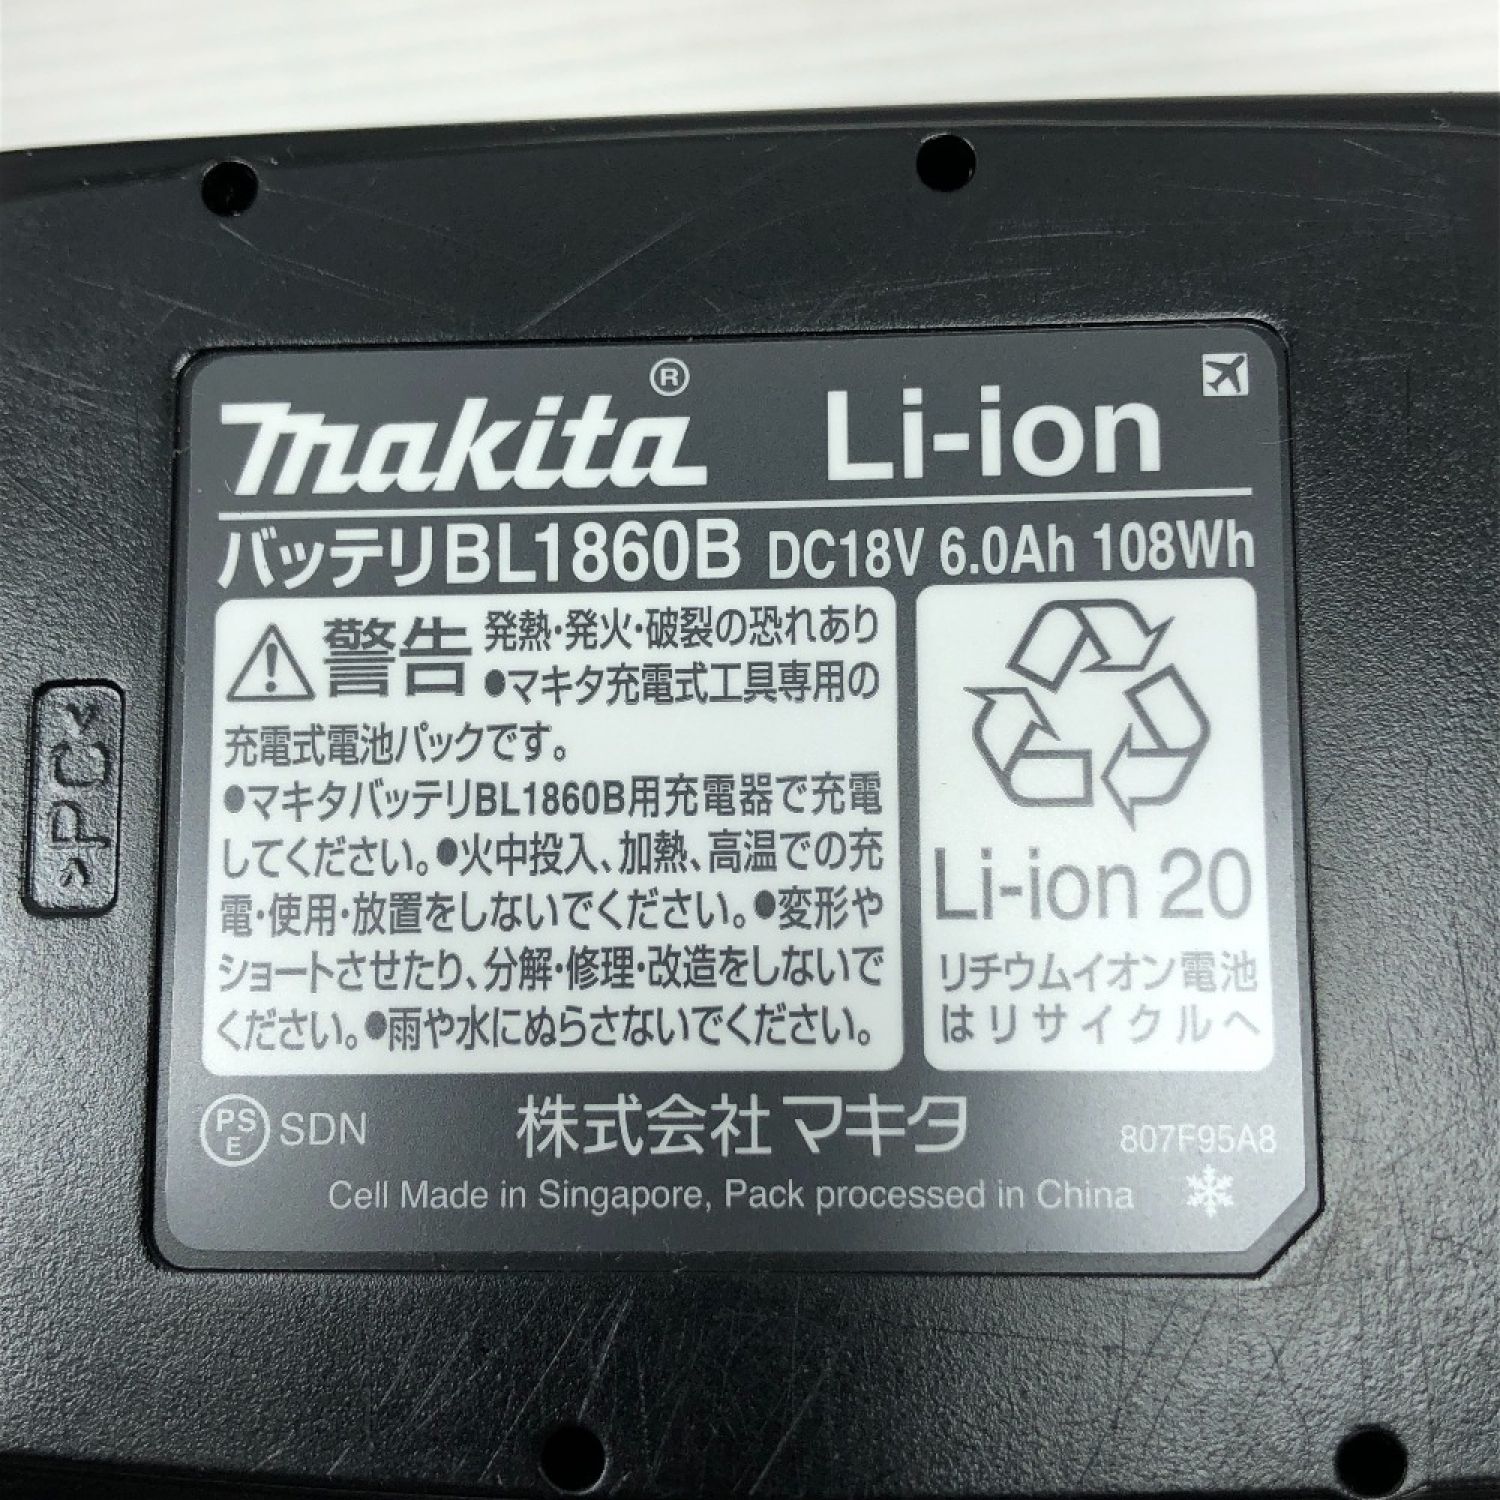 makita® Li-ion
バッテリBL1860B DC18V 6.0Ah 108Wh
警告 発熱・発火・破裂の恐れあり
●マキタ充電式工具専用の
充電式電池パックです。
●マキタバッテリBL1860B用充電器で充電
してください。●火中投入、加熱、高温での充
電・使用・放置をしないでください。●変形や
ショートさせたり、分解・修理・改造をしないで
ください。●雨や水にぬらさないでください。
Li-ion 20
リチウムイオン電池
はリサイクルへ
PSE SDN 株式会社マキタ 807F95A8
Cell Made in Singapore, Pack processed in China
>PC<